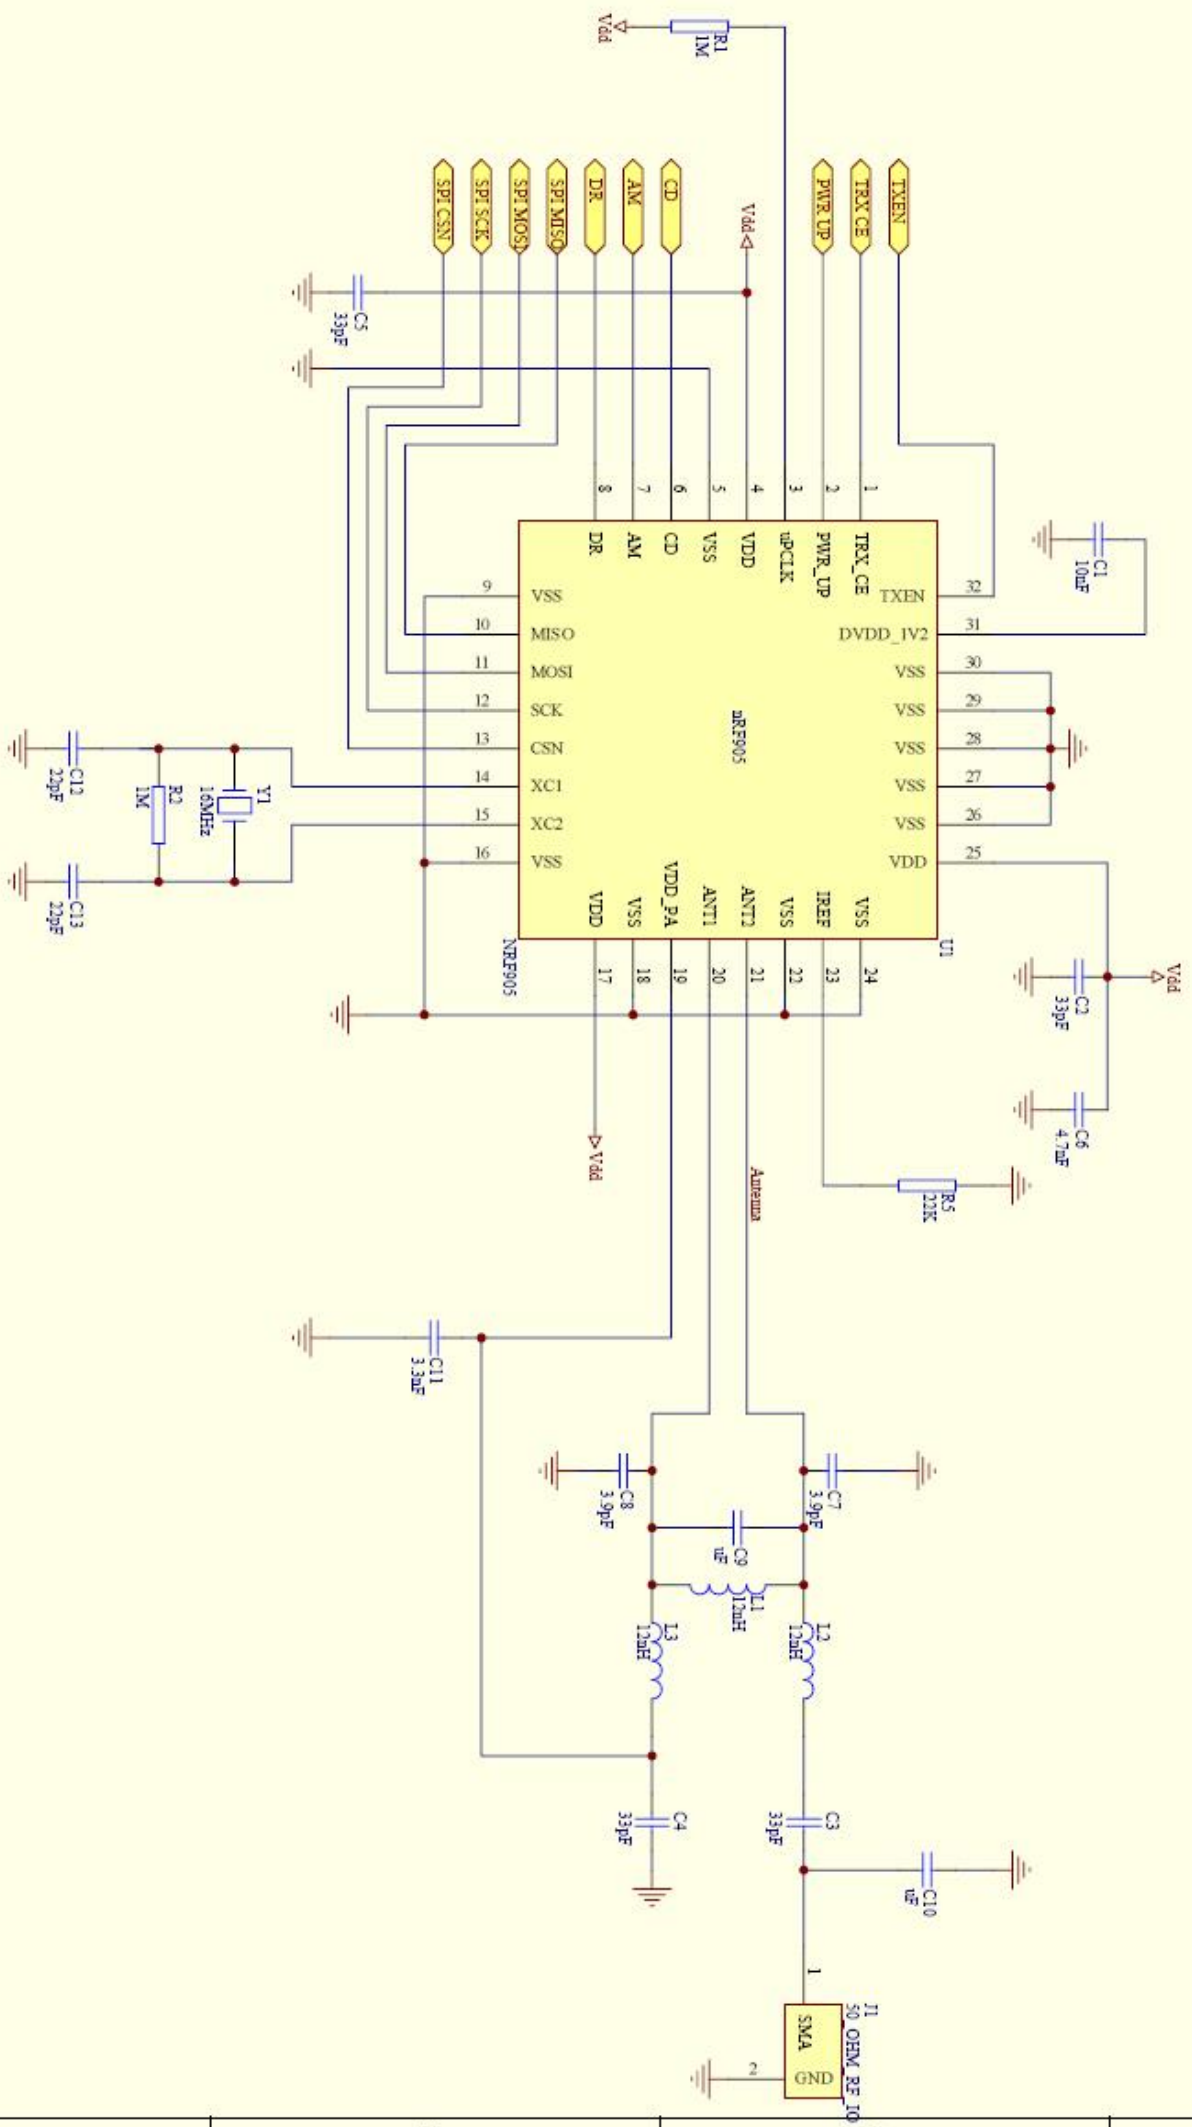 Vdd
R1
1M
TXEN
TRX CE
PWR UP
Vdd
CD
AM
DR
SPI MISO
SPI MOSI
SPI SCK
SPI CSN
C5
33pF
C1
10nF
1
2
3
4
5
6
7
8
TRX_CE
PWR_UP
uPCLK
VDD
VSS
CD
AM
DR
9
VSS
10
MISO
11
MOSI
12
SCK
13
CSN
14
XC1
15
XC2
16
VSS
TXEN
32
DVDD_1V2
31
VSS
30
VSS
29
VSS
28
VSS
27
VSS
26
VDD
25
nRF905
VSS
IREF
VSS
ANT2
ANT1
VDD_PA
VSS
VDD
24
23
22
21
20
19
18
17
U1
NRF905
Y1
16MHz
R2
1M
C12
22pF
C13
22pF
Vdd
C2
33pF
C6
4.7nF
R5
22K
Vdd
Antenna
C11
3.3nF
C7
3.9pF
C8
3.9pF
C9
uF
L1
12nH
L2
12nH
L3
12nH
C3
33pF
C4
33pF
C10
uF
1
J1
50_OHM_RF_IO
SMA
GND
2